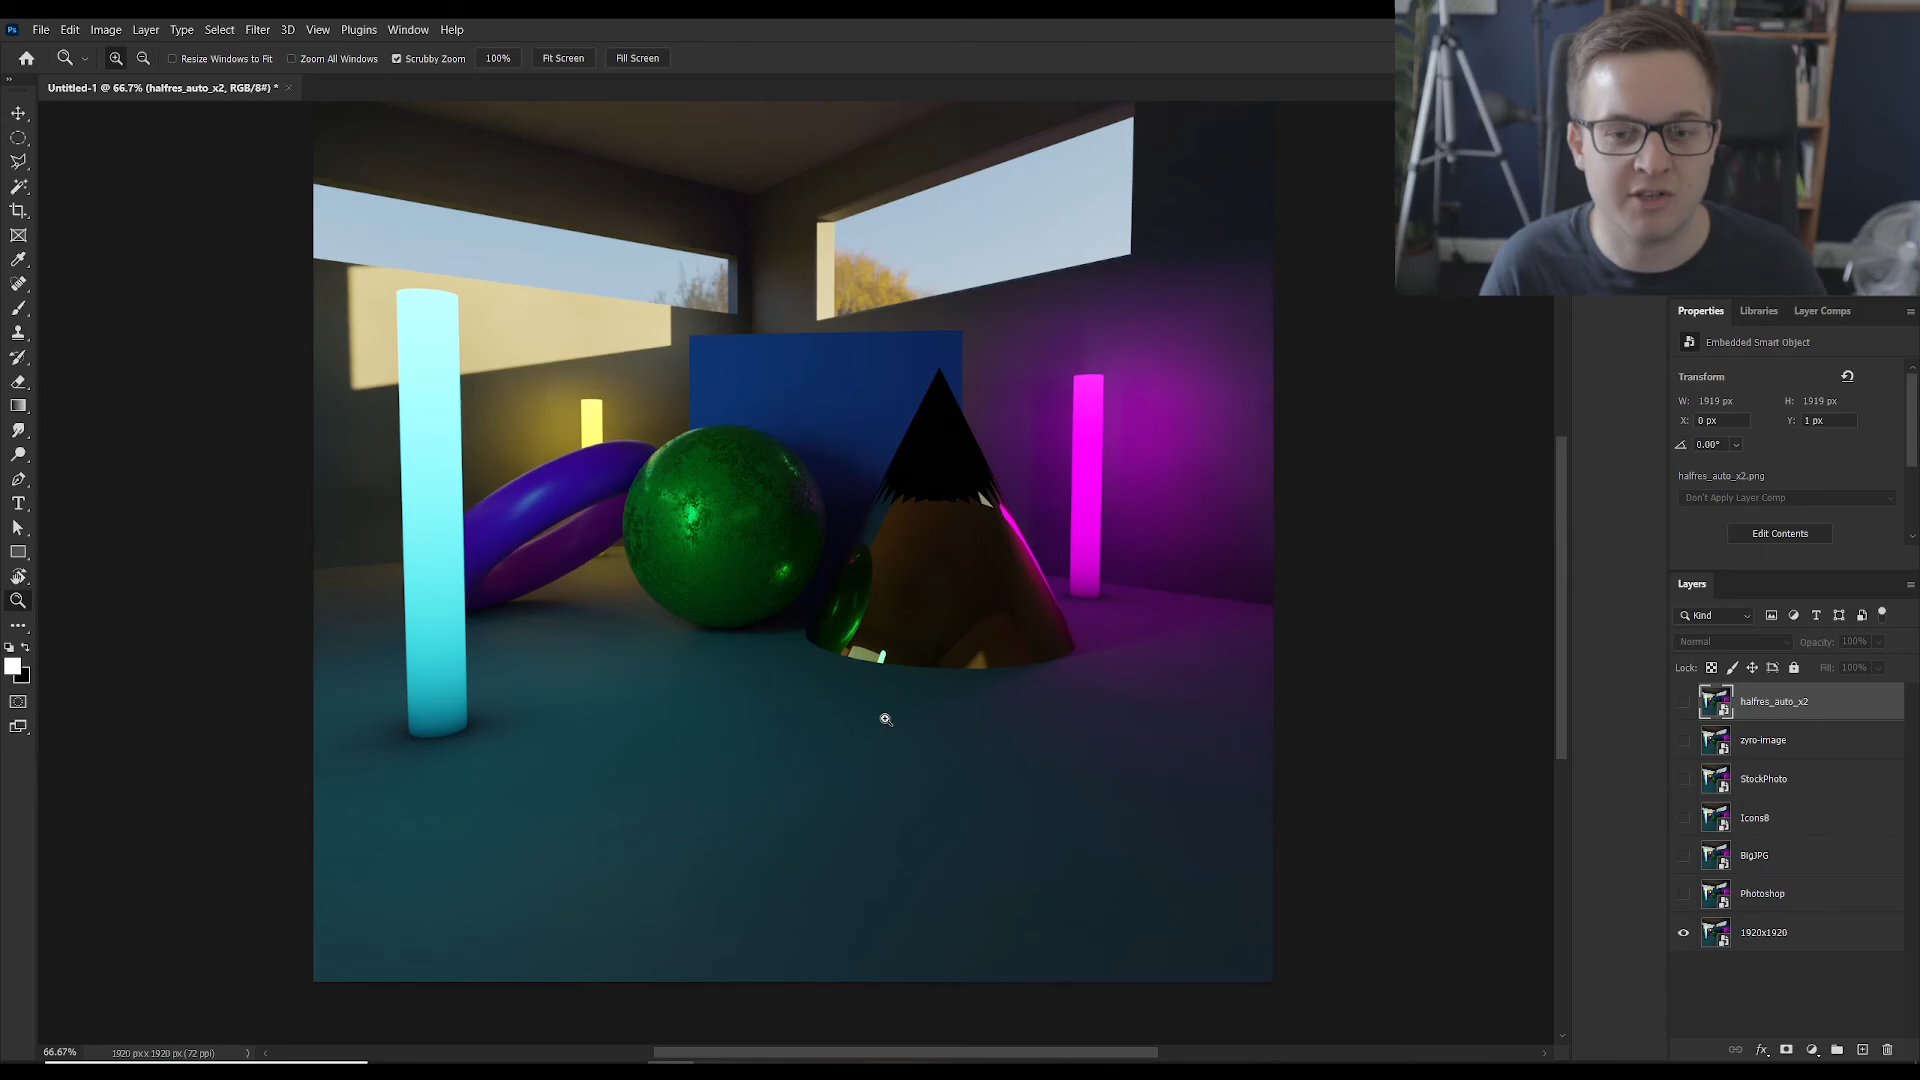 Ps File Edit Image Layer Type Select Filter 3D View Plugins Window Help
Resize Windows to Fit Zoom All Windows Scrubby Zoom 100% Fit Screen Fill Screen
Untitled-1 @ 66.7% (halfres_auto_x2, RGB/8#) *
Properties Libraries Layer Comps
Embedded Smart Object
Transform
W: 1919 px H: 1919 px
X: 0 px Y: 1 px
0.00°
halfres_auto_x2.png
Don't Apply Layer Comp
Edit Contents
Layers
Kind
Normal Opacity: 100%
Lock: Fill: 100%
halfres_auto_x2
zyro-image
StockPhoto
Icons8
BigJPG
Photoshop
1920x1920
66.67% 1920 px x 1920 px (72 ppi)
fx